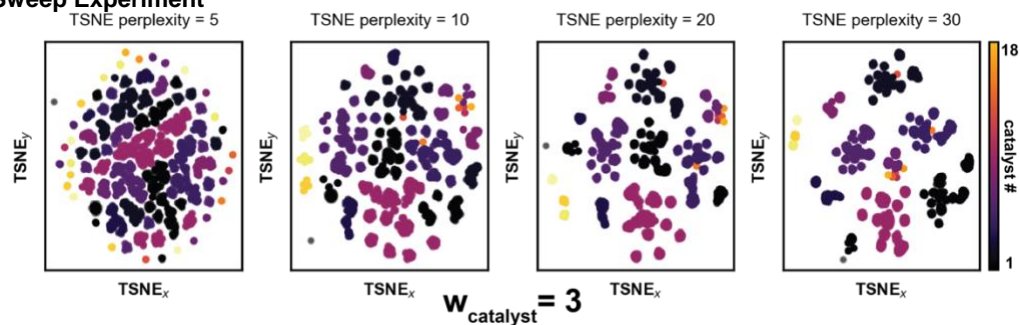 Sweep Experiment
TSNE perplexity = 5
TSNE perplexity = 10
TSNE perplexity = 20
TSNE perplexity = 30
TSNEy
TSNEy
TSNEy
TSNEy
18
catalyst #
1
TSNEx
TSNEx
TSNEx
TSNEx
wcatalyst= 3